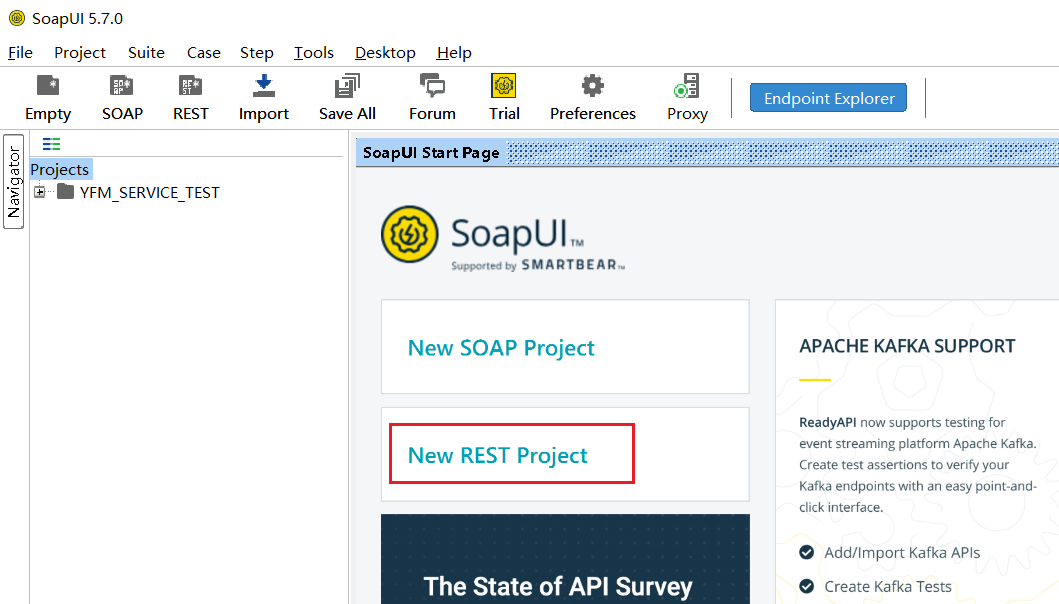 SoapUI 5.7.0
File Project Suite Case Step Tools Desktop Help
Empty SOAP REST Import Save All Forum Trial Preferences Proxy Endpoint Explorer
Navigator
Projects
YFM_SERVICE_TEST
SoapUI Start Page
SoapUI™
Supported by SMARTBEAR™
New SOAP Project
New REST Project
The State of API Survey
APACHE KAFKA SUPPORT
ReadyAPI now supports testing for
event streaming platform Apache Kafka.
Create test assertions to verify your
Kafka endpoints with an easy point-and-
click interface.
Add/Import Kafka APIs
Create Kafka Tests